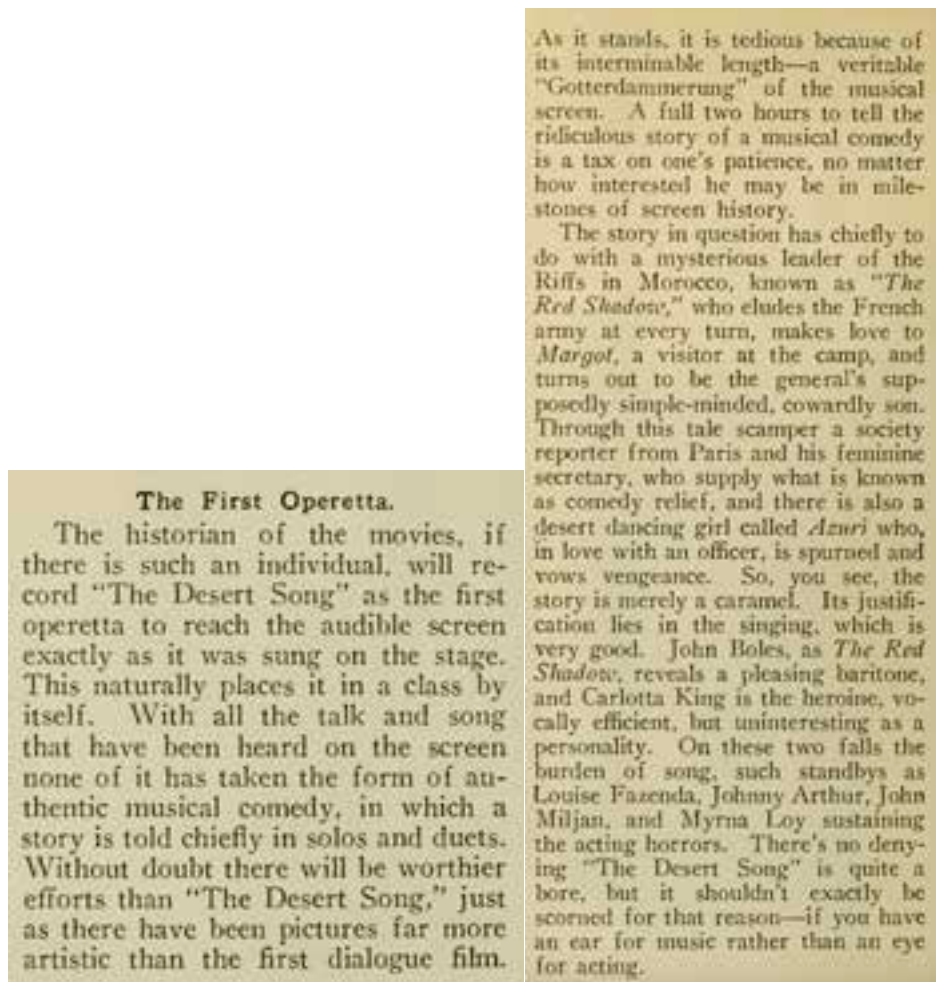 The First Operetta.
The historian of the movies, if
there is such an individual, will re-
cord "The Desert Song" as the first
operetta to reach the audible screen
exactly as it was sung on the stage.
This naturally places it in a class by
itself. With all the talk and song
that have been heard on the screen
none of it has taken the form of au-
thentic musical comedy, in which a
story is told chiefly in solos and duets.
Without doubt there will be worthier
efforts than "The Desert Song," just
as there have been pictures far more
artistic than the first dialogue film.
As it stands, it is tedious because of
its interminable length—a veritable
"Gotterdammerung" of the musical
screen. A full two hours to tell the
ridiculous story of a musical comedy
is a tax on one's patience, no matter
how interested he may be in mile-
stones of screen history.
The story in question has chiefly to
do with a mysterious leader of the
Riffs in Morocco, known as "The
Red Shadow," who eludes the French
army at every turn, makes love to
Margot, a visitor at the camp, and
turns out to be the general's sup-
posedly simple-minded, cowardly son.
Through this tale scamper a society
reporter from Paris and his feminine
secretary, who supply what is known
as comedy relief, and there is also a
desert dancing girl called Azuri who,
in love with an officer, is spurned and
vows vengeance. So, you see, the
story is merely a caramel. Its justifi-
cation lies in the singing, which is
very good. John Boles, as The Red
Shadow, reveals a pleasing baritone,
and Carlotta King is the heroine, vo-
cally efficient, but uninteresting as a
personality. On these two falls the
burden of song, such standbys as
Louise Fazenda, Johnny Arthur, John
Miljan, and Myrna Loy sustaining
the acting horrors. There's no deny-
ing "The Desert Song" is quite a
bore, but it shouldn't exactly be
scorned for that reason—if you have
an ear for music rather than an eye
for acting.